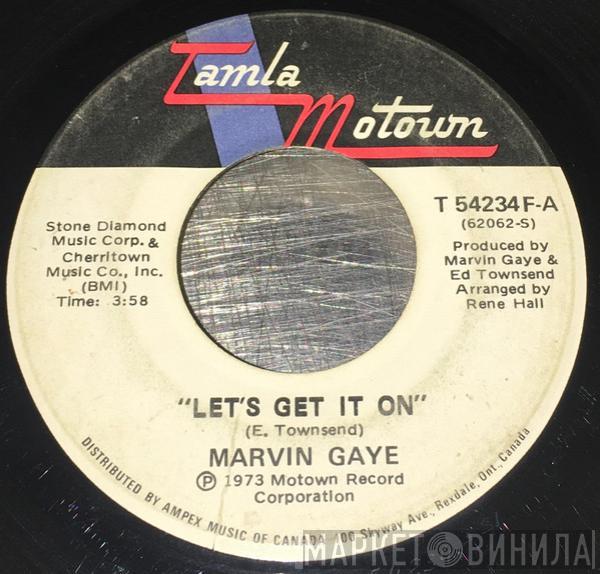 Tamla
Motown
T 54234 F-A
(62062-S)
Stone Diamond
Music Corp. &
Cherritown
Music Co., Inc.
(BMI)
Time: 3:58
Produced by
Marvin Gaye &
Ed Townsend
Arranged by
Rene Hall
"LET'S GET IT ON"
(E. Townsend)
MARVIN GAYE
℗ 1973 Motown Record
Corporation
DISTRIBUTED BY AMPEX MUSIC OF CANADA - 100 Skyway Ave., Rexdale, Ont., Canada
МАРКЕТ ВИНИЛА